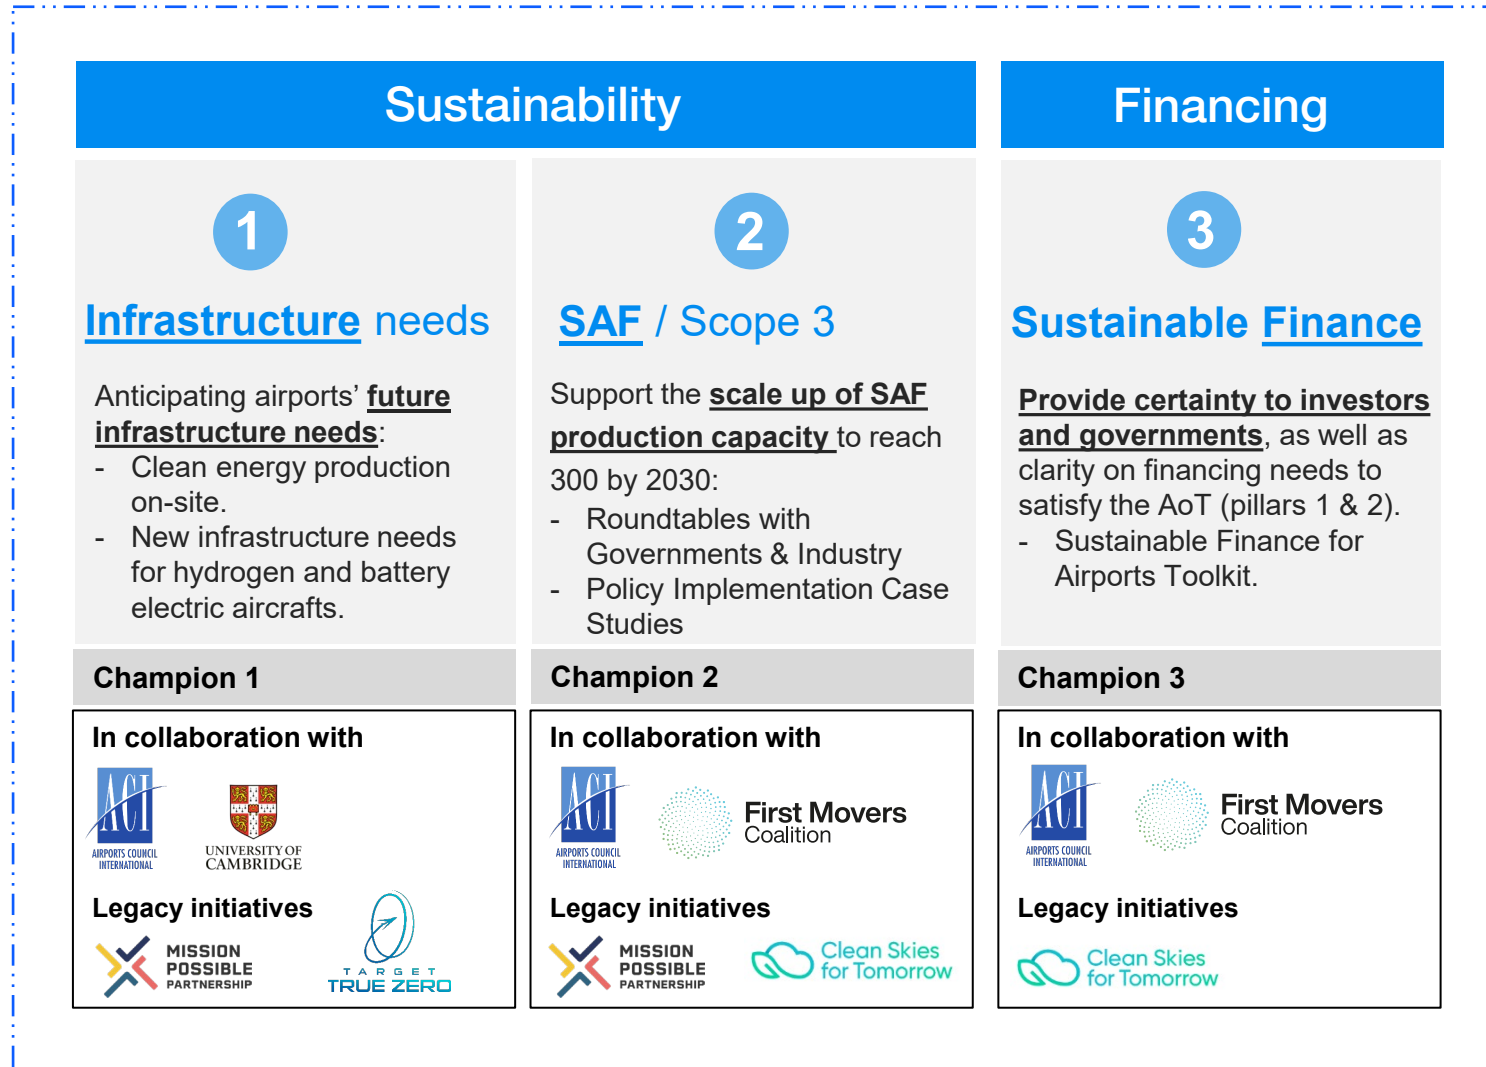 Sustainability
Financing
1
Infrastructure needs
Anticipating airports’ future
infrastructure needs:
- Clean energy production
on-site.
- New infrastructure needs
for hydrogen and battery
electric aircrafts.
Champion 1
In collaboration with
ACI
AIRPORTS COUNCIL
INTERNATIONAL
UNIVERSITY OF
CAMBRIDGE
Legacy initiatives
MISSION
POSSIBLE
PARTNERSHIP
TARGET
TRUE ZERO
2
SAF / Scope 3
Support the scale up of SAF
production capacity to reach
300 by 2030:
- Roundtables with
Governments & Industry
- Policy Implementation Case
Studies
Champion 2
In collaboration with
ACI
AIRPORTS COUNCIL
INTERNATIONAL
First Movers
Coalition
Legacy initiatives
MISSION
POSSIBLE
PARTNERSHIP
Clean Skies
for Tomorrow
3
Sustainable Finance
Provide certainty to investors
and governments, as well as
clarity on financing needs to
satisfy the AoT (pillars 1 & 2).
- Sustainable Finance for
Airports Toolkit.
Champion 3
In collaboration with
ACI
AIRPORTS COUNCIL
INTERNATIONAL
First Movers
Coalition
Legacy initiatives
Clean Skies
for Tomorrow